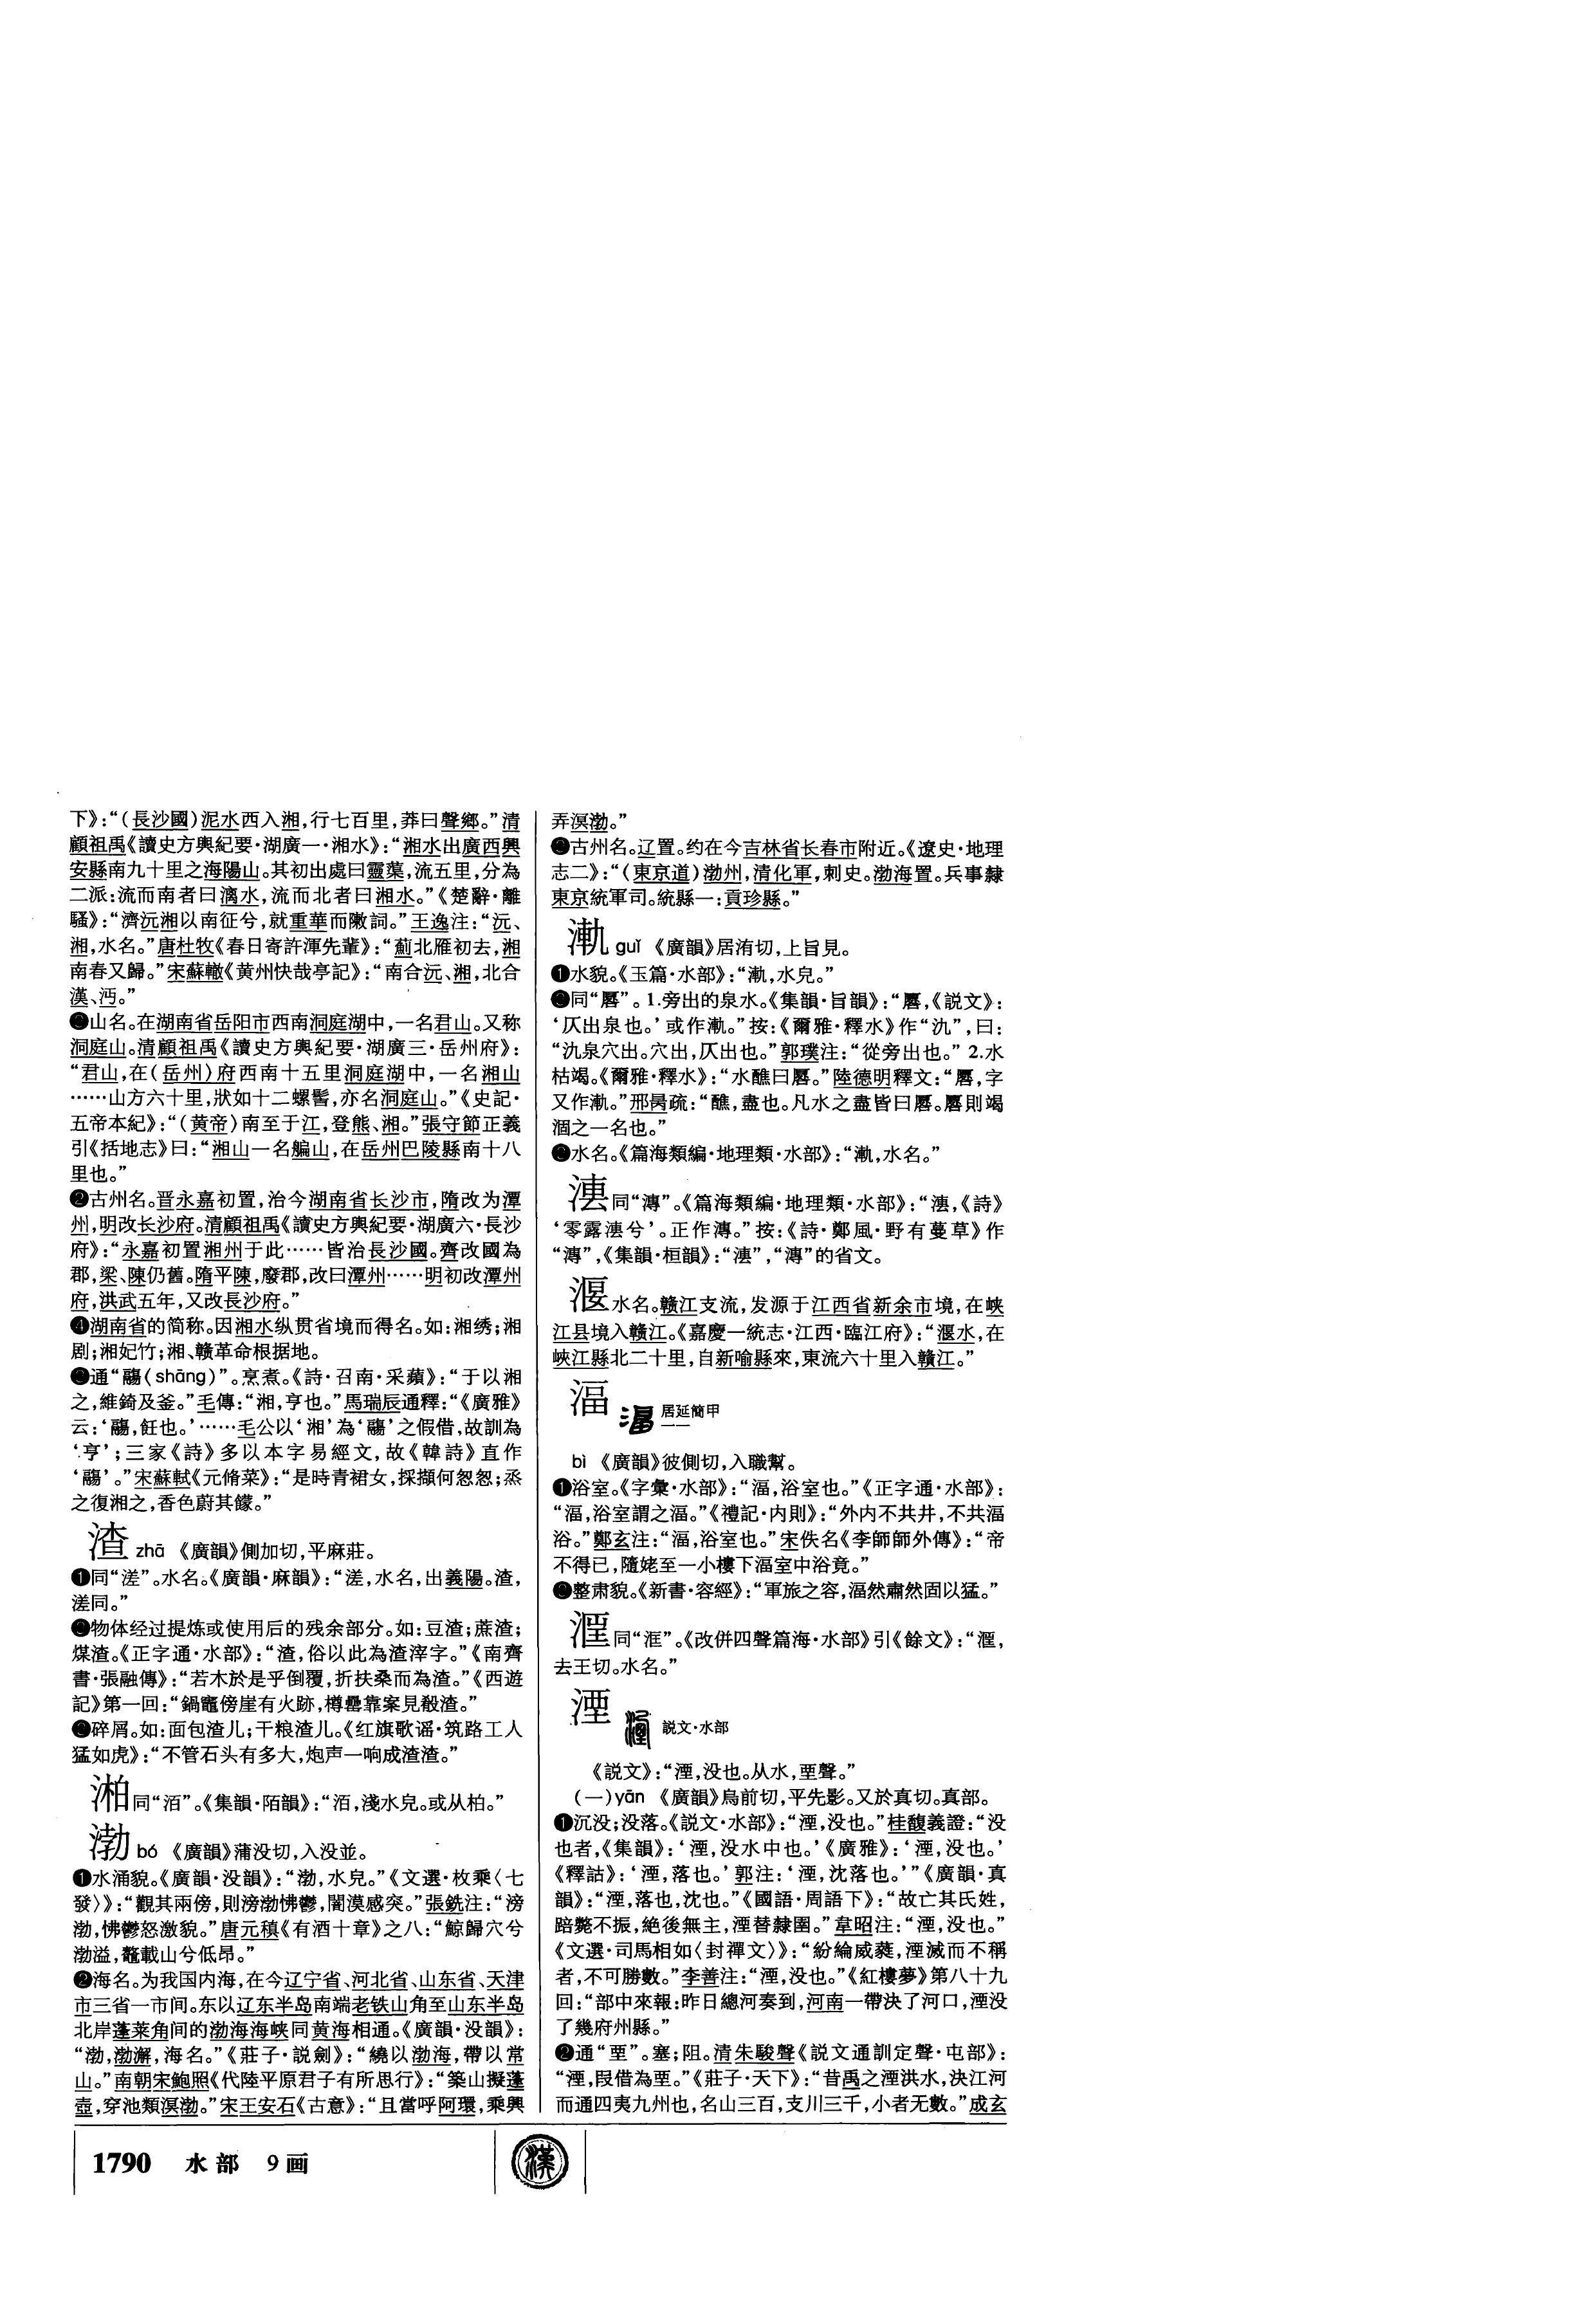 下》：“（長沙國）泥水西入湘，行七百里，莽曰聲鄉。”清
顧祖禹《讀史方輿紀要·湖廣一·湘水》：“湘水出廣西興
安縣南九十里之海陽山。其初出處曰靈蕖，流五里，分為
二派：流而南者曰漓水，流而北者曰湘水。”《楚辭·離
騷》：“濟沅湘以南征兮，就重華而敶詞。”王逸注：“沅、
湘，水名。”唐杜牧《春日寄許渾先輩》：“薊北雁初去，湘
南春又歸。”宋蘇轍《黄州快哉亭記》：“南合沅、湘，北合
漢、沔。”
❷山名。在湖南省岳阳市西南洞庭湖中，一名君山。又称
洞庭山。清顧祖禹《讀史方輿紀要·湖廣三·岳州府》：
“君山，在（岳州）府西南十五里洞庭湖中，一名湘山
……山方六十里，狀如十二螺髻，亦名洞庭山。”《史記·
五帝本紀》：“（黄帝）南至于江，登熊、湘。”張守節正義
引《括地志》曰：“湘山一名艑山，在岳州巴陵縣南十八
里也。”
❷古州名。晋永嘉初置，治今湖南省长沙市，隋改为潭
州，明改长沙府。清顧祖禹《讀史方輿紀要·湖廣六·長沙
府》：“永嘉初置湘州于此……皆治長沙國。齊改國為
郡，梁、陳仍舊。隋平陳，廢郡，改曰潭州……明初改潭州
府，洪武五年，又改長沙府。”
❹湖南省的简称。因湘水纵贯省境而得名。如：湘绣；湘
剧；湘妃竹；湘、赣革命根据地。
通“鬺（shāng）”。烹煮。《詩·召南·采蘋》：“于以湘
之，維錡及釜。”毛傳：“湘，亨也。”馬瑞辰通釋：“《廣雅》
云：‘鬺，飪也。’……毛公以‘湘’為‘鬺’之假借，故訓為
‘亨’；三家《詩》多以本字易經文，故《韓詩》直作
‘鬺’。”宋蘇軾《元脩菜》：“是時青裙女，採擷何怱怱；烝
之復湘之，香色蔚其饛。”
渣 zhā 《廣韻》側加切，平麻莊。
❶同“溠”。水名。《廣韻·麻韻》：“溠，水名，出義陽。渣，
溠同。”
❷物体经过提炼或使用后的残余部分。如：豆渣；蔗渣；
煤渣。《正字通·水部》：“渣，俗以此為渣滓字。”《南齊
書·張融傳》：“若木於是乎倒覆，折扶桑而為渣。”《西遊
記》第一回：“鍋竈傍崖有火跡，樽罍靠案見殽渣。”
碎屑。如：面包渣儿；干粮渣儿。《红旗歌谣·筑路工人
猛如虎》：“不管石头有多大，炮声一响成渣渣。”
湐 同“洦”。《集韻·陌韻》：“洦，淺水皃。或从柏。”
渤 bó 《廣韻》蒲没切，入没並。
❶水涌貌。《廣韻·没韻》：“渤，水皃。”《文選·枚乘〈七
發〉》：“觀其兩傍，則滂渤怫鬱，闇漠感突。”張銑注：“滂
渤，怫鬱怒激貌。”唐元稹《有酒十章》之八：“鯨歸穴兮
渤溢，鼇載山兮低昂。”
❷海名。为我国内海，在今辽宁省、河北省、山东省、天津
市三省一市间。东以辽东半岛南端老铁山角至山东半岛
北岸蓬莱角间的渤海海峡同黄海相通。《廣韻·没韻》：
“渤，渤澥，海名。”《莊子·説劍》：“繞以渤海，帶以常
山。”南朝宋鮑照《代陸平原君子有所思行》：“築山擬蓬
壺，穿池類溟渤。”宋王安石《古意》：“且當呼阿環，乘興
弄溟渤。”
古州名。辽置。约在今吉林省长春市附近。《遼史·地理
志二》：“（東京道）渤州，清化軍，刺史。渤海置。兵事隸
東京統軍司。統縣一：貢珍縣。”
漸 guǐ 《廣韻》居洧切，上旨見。
❶水貌。《玉篇·水部》：“，水皃。”
❷同“厬”。1.旁出的泉水。《集韻·旨韻》：“厬，《説文》：
‘仄出泉也。’或作。”按：《爾雅·釋水》作“氿”，曰：
“氿泉穴出。穴出，仄出也。”郭璞注：“從旁出也。”2.水
枯竭。《爾雅·釋水》：“水醮曰厬。”陸德明釋文：“厬，字
又作。”邢昺疏：“醮，盡也。凡水之盡皆曰厬。厬則竭
涸之一名也。”
水名。《篇海類編·地理類·水部》：“，水名。”
同“漙”。《篇海類編·地理類·水部》：“，《詩》
‘零露兮’。正作漙。”按：《詩·鄭風·野有蔓草》作
“漙”，《集韻·桓韻》：“”，“漙”的省文。
渥 水名。赣江支流，发源于江西省新余市境，在峡
江县境入赣江。《嘉慶一統志·江西·臨江府》：“水，在
峽江縣北二十里，自新喻縣來，東流六十里入贛江。”
湢 居延簡甲一一
bì 《廣韻》彼側切，入職幫。
❶浴室。《字彙·水部》：“湢，浴室也。”《正字通·水部》：
“湢，浴室謂之湢。”《禮記·内則》：“外内不共井，不共湢
浴。”鄭玄注：“湢，浴室也。”宋佚名《李師師外傳》：“帝
不得已，隨姥至一小樓下湢室中浴竟。”
❷整肃貌。《新書·容經》：“軍旅之容，湢然肅然固以猛。”
同“洭”。《改併四聲篇海·水部》引《餘文》：“，
去王切。水名。”
湮 説文·水部
《説文》：“湮，没也。从水，垔聲。”
（一）yān 《廣韻》烏前切，平先影。又於真切。真部。
❶沉没；没落。《説文·水部》：“湮，没也。”桂馥義證：“没
也者，《集韻》：‘湮，没水中也。’《廣雅》：‘湮，没也。’
《釋詁》：‘湮，落也。’郭注：‘湮，沈落也。’”《廣韻·真
韻》：“湮，落也，沈也。”《國語·周語下》：“故亡其氏姓，
踣斃不振，絶後無主，湮替隸圉。”韋昭注：“湮，没也。”
《文選·司馬相如〈封禪文〉》：“紛綸威蕤，湮滅而不稱
者，不可勝數。”李善注：“湮，没也。”《紅樓夢》第八十九
回：“部中來報：昨日總河奏到，河南一帶決了河口，湮没
了幾府州縣。”
❷通“垔”。塞；阻。清朱駿聲《説文通訓定聲·屯部》：
“湮，叚借為垔。”《莊子·天下》：“昔禹之湮洪水，決江河
而通四夷九州也，名山三百，支川三千，小者无數。”成玄
1790 水部 9画
漢